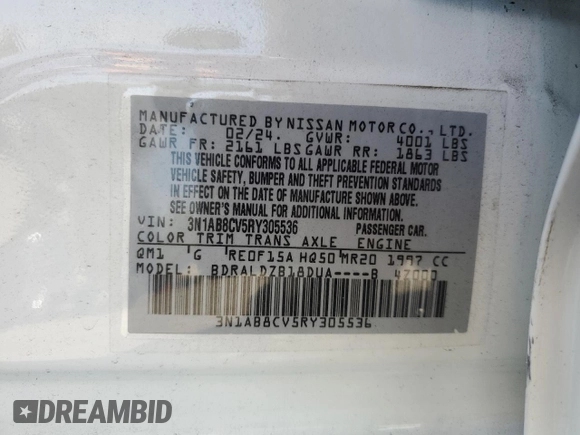 MANUFACTURED BY NISSAN MOTOR CO., LTD.
DATE: 02/24. GVWR: 4001 LBS
GAWR FR: 2161 LBS GAWR RR: 1863 LBS
THIS VEHICLE CONFORMS TO ALL APPLICABLE FEDERAL MOTOR
VEHICLE SAFETY, BUMPER AND THEFT PREVENTION STANDARDS
IN EFFECT ON THE DATE OF MANUFACTURE SHOWN ABOVE.
SEE OWNER'S MANUAL FOR ADDITIONAL INFORMATION.
VIN: 3N1AB8CV5RY305536 PASSENGER CAR.
COLOR TRIM TRANS AXLE ENGINE
QM1 G RE0F15A HQ50 MR20 1997 CC
MODEL: BDRALDZB18DUA----B 47000
3N1AB8CV5RY305536
DREAMBID